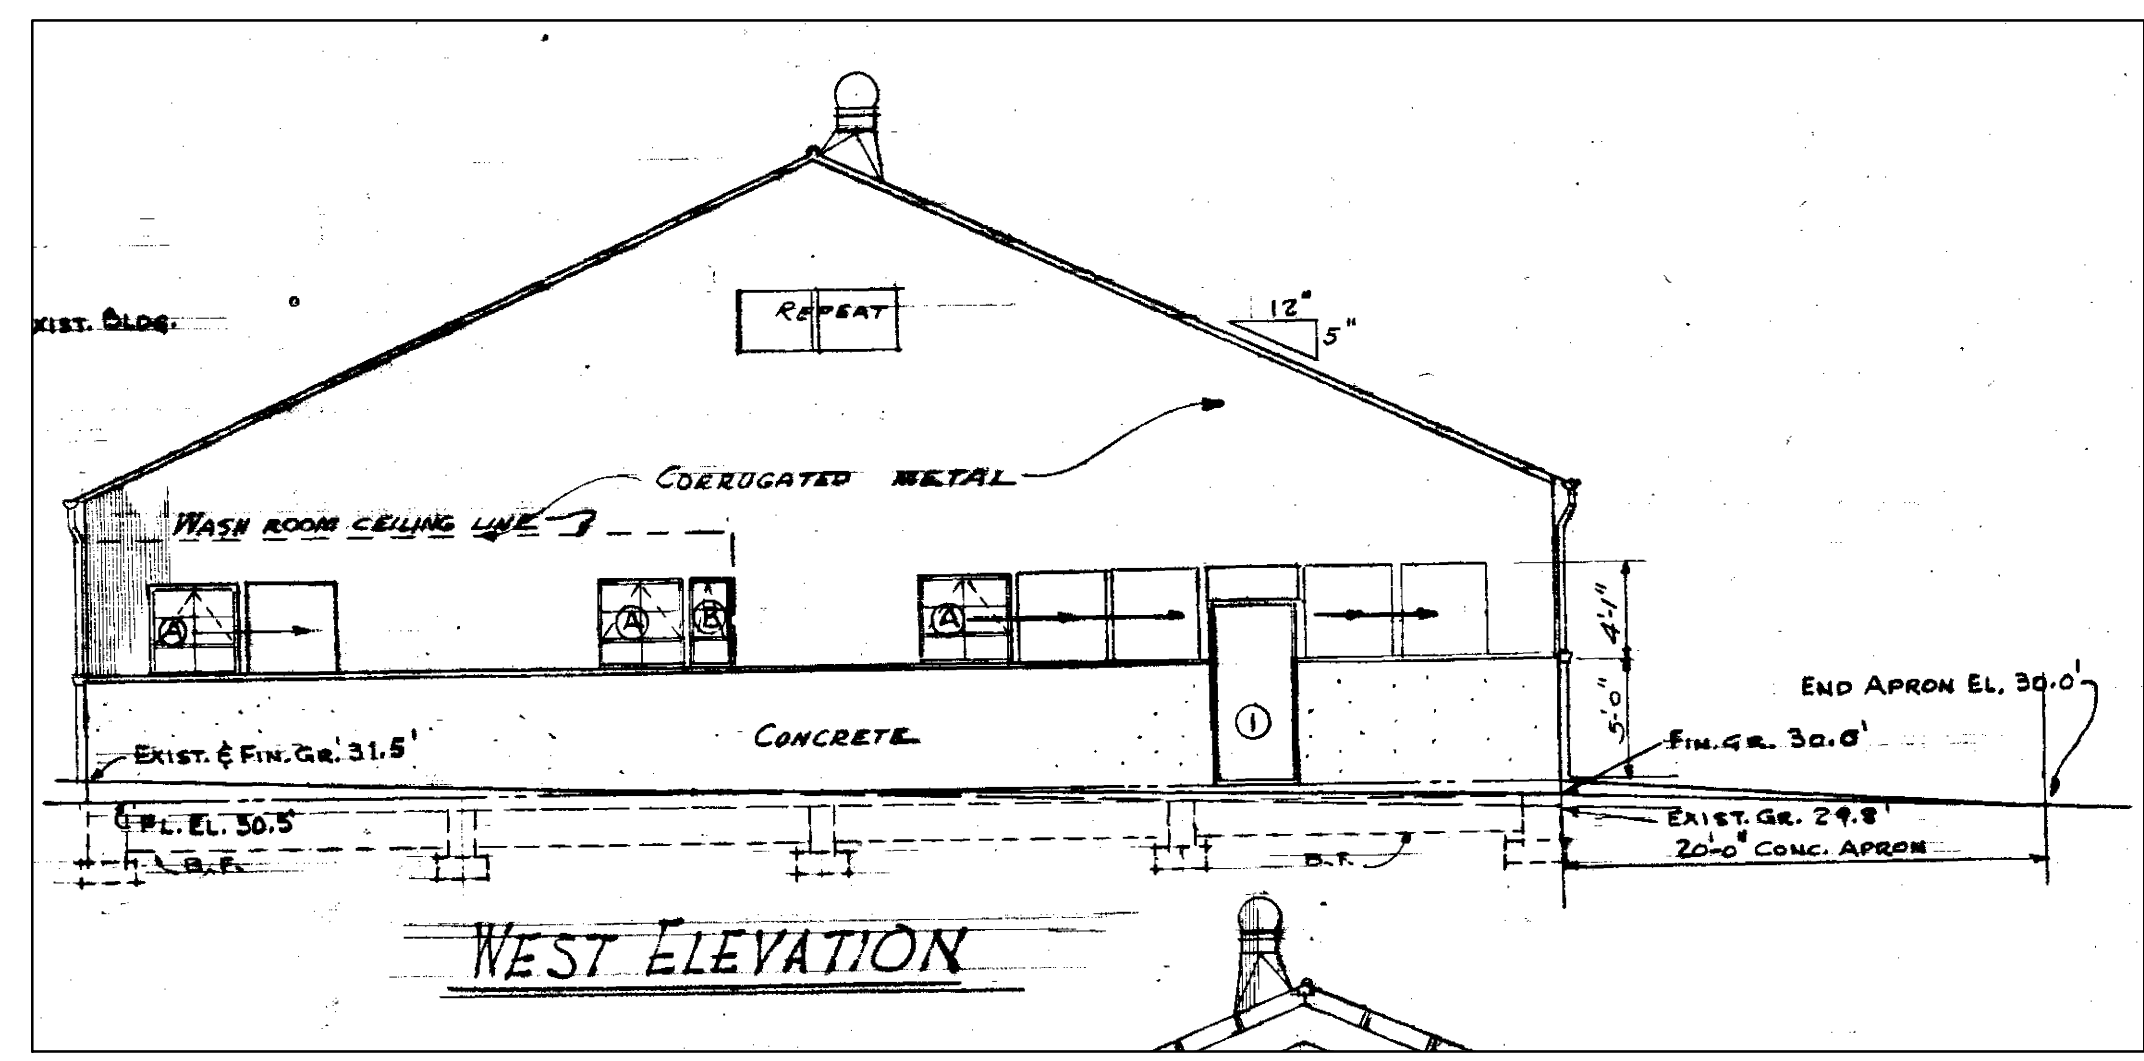 12"
REPEAT
XIST. BLDG.
5"
CORRUGATED METAL
WASH ROOM CEILING LINE
4'-1"
A
A
B
A
END APRON EL. 30.0'
5'-0"
1
CONCRETE
FIN. GR. 30.0'
EXIST. & FIN. GR. 31.5'
EXIST. GR. 29.8'
FL. EL. 30.5'
20'-0" CONC. APRON
B.F.
B.F.
WEST ELEVATION